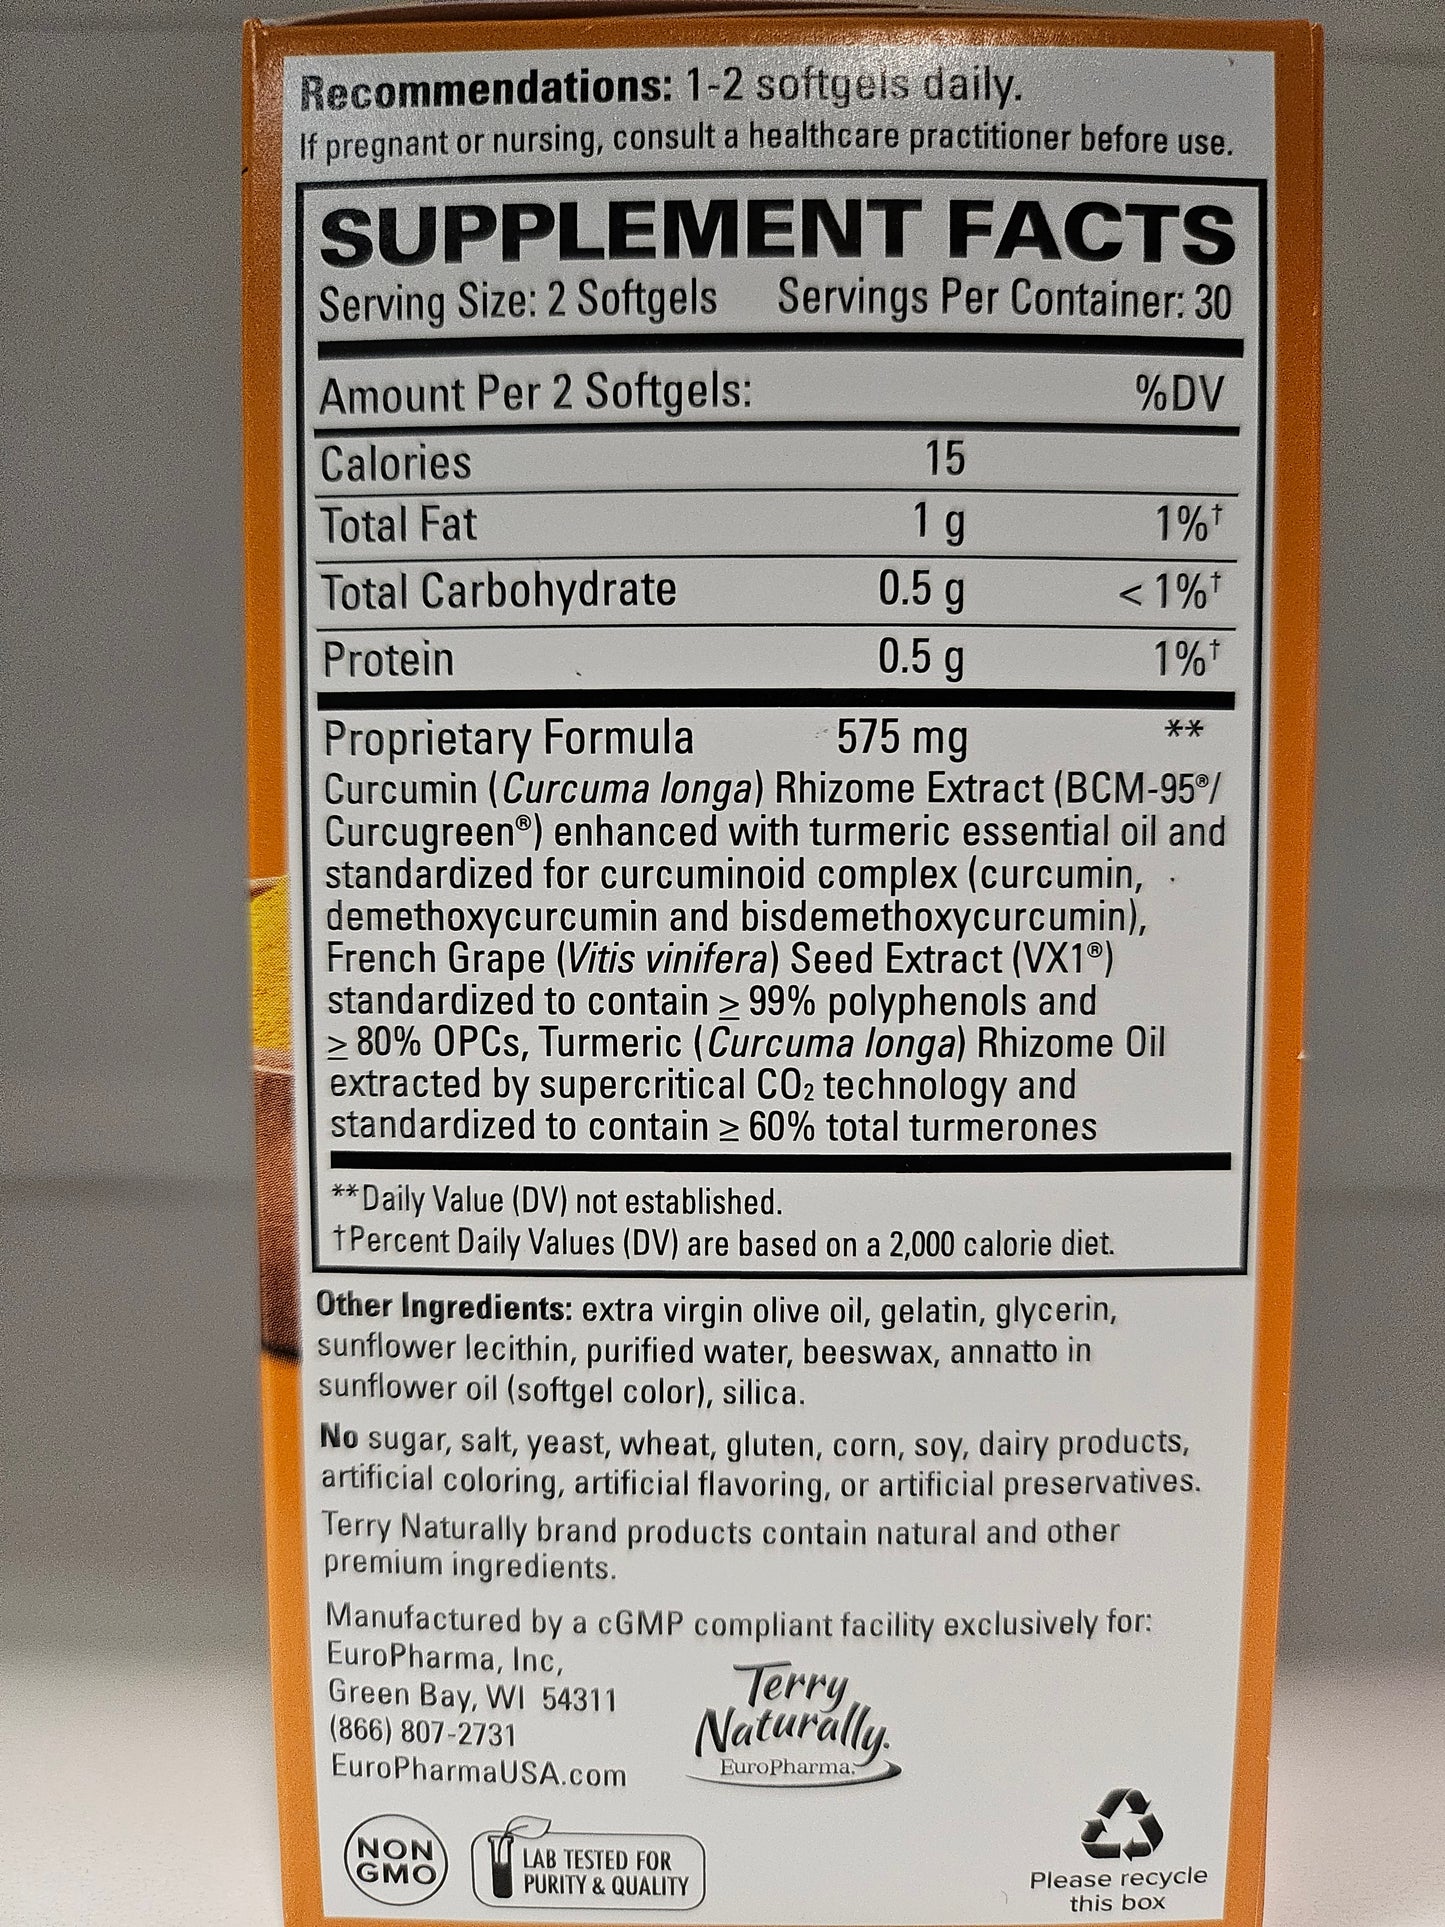 Recommendations: 1-2 softgels daily.
If pregnant or nursing, consult a healthcare practitioner before use.
SUPPLEMENT FACTS
Serving Size: 2 Softgels Servings Per Container: 30
Amount Per 2 Softgels: %DV
Calories 15
Total Fat 1 g 1%†
Total Carbohydrate 0.5 g < 1%†
Protein 0.5 g 1%†
Proprietary Formula 575 mg **
Curcumin (Curcuma longa) Rhizome Extract (BCM-95®/
Curcugreen®) enhanced with turmeric essential oil and
standardized for curcuminoid complex (curcumin,
demethoxycurcumin and bisdemethoxycurcumin),
French Grape (Vitis vinifera) Seed Extract (VX1®)
standardized to contain ≥ 99% polyphenols and
≥ 80% OPCs, Turmeric (Curcuma longa) Rhizome Oil
extracted by supercritical CO₂ technology and
standardized to contain ≥ 60% total turmerones
**Daily Value (DV) not established.
†Percent Daily Values (DV) are based on a 2,000 calorie diet.
Other Ingredients: extra virgin olive oil, gelatin, glycerin,
sunflower lecithin, purified water, beeswax, annatto in
sunflower oil (softgel color), silica.
No sugar, salt, yeast, wheat, gluten, corn, soy, dairy products,
artificial coloring, artificial flavoring, or artificial preservatives.
Terry Naturally brand products contain natural and other
premium ingredients.
Manufactured by a cGMP compliant facility exclusively for:
EuroPharma, Inc,
Green Bay, WI 54311
(866) 807-2731
EuroPharmaUSA.com
Terry
Naturally.
EuroPharma.
NON
GMO
LAB TESTED FOR
PURITY & QUALITY
Please recycle
this box